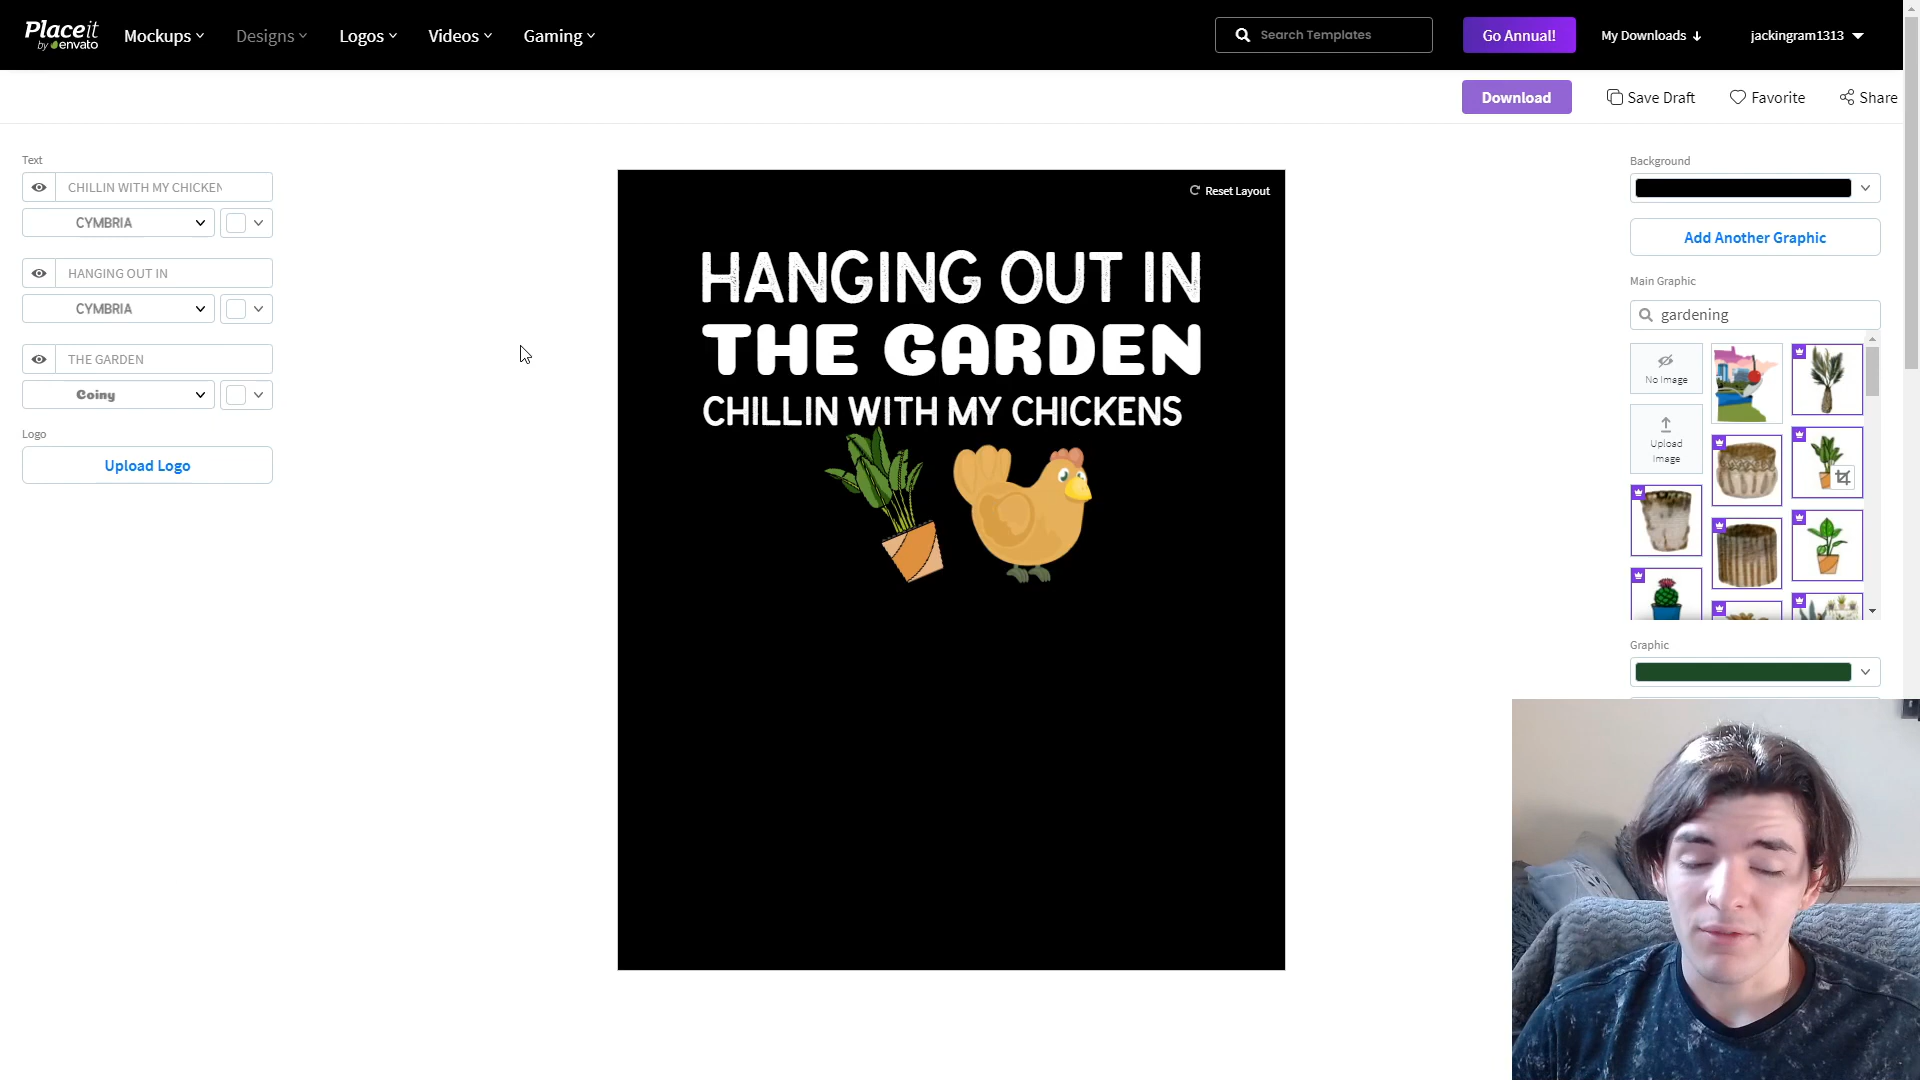 Placeit
by envato
Mockups
Designs
Logos
Videos
Gaming
Search Templates
Go Annual!
My Downloads
jackingram1313
Download
Save Draft
Favorite
Share
Text
CHILLIN WITH MY CHICKEN
CYMBRIA
HANGING OUT IN
CYMBRIA
THE GARDEN
Coiny
Logo
Upload Logo
Reset Layout
HANGING OUT IN
THE GARDEN
CHILLIN WITH MY CHICKENS
Background
Add Another Graphic
Main Graphic
gardening
No Image
Upload
Image
Graphic